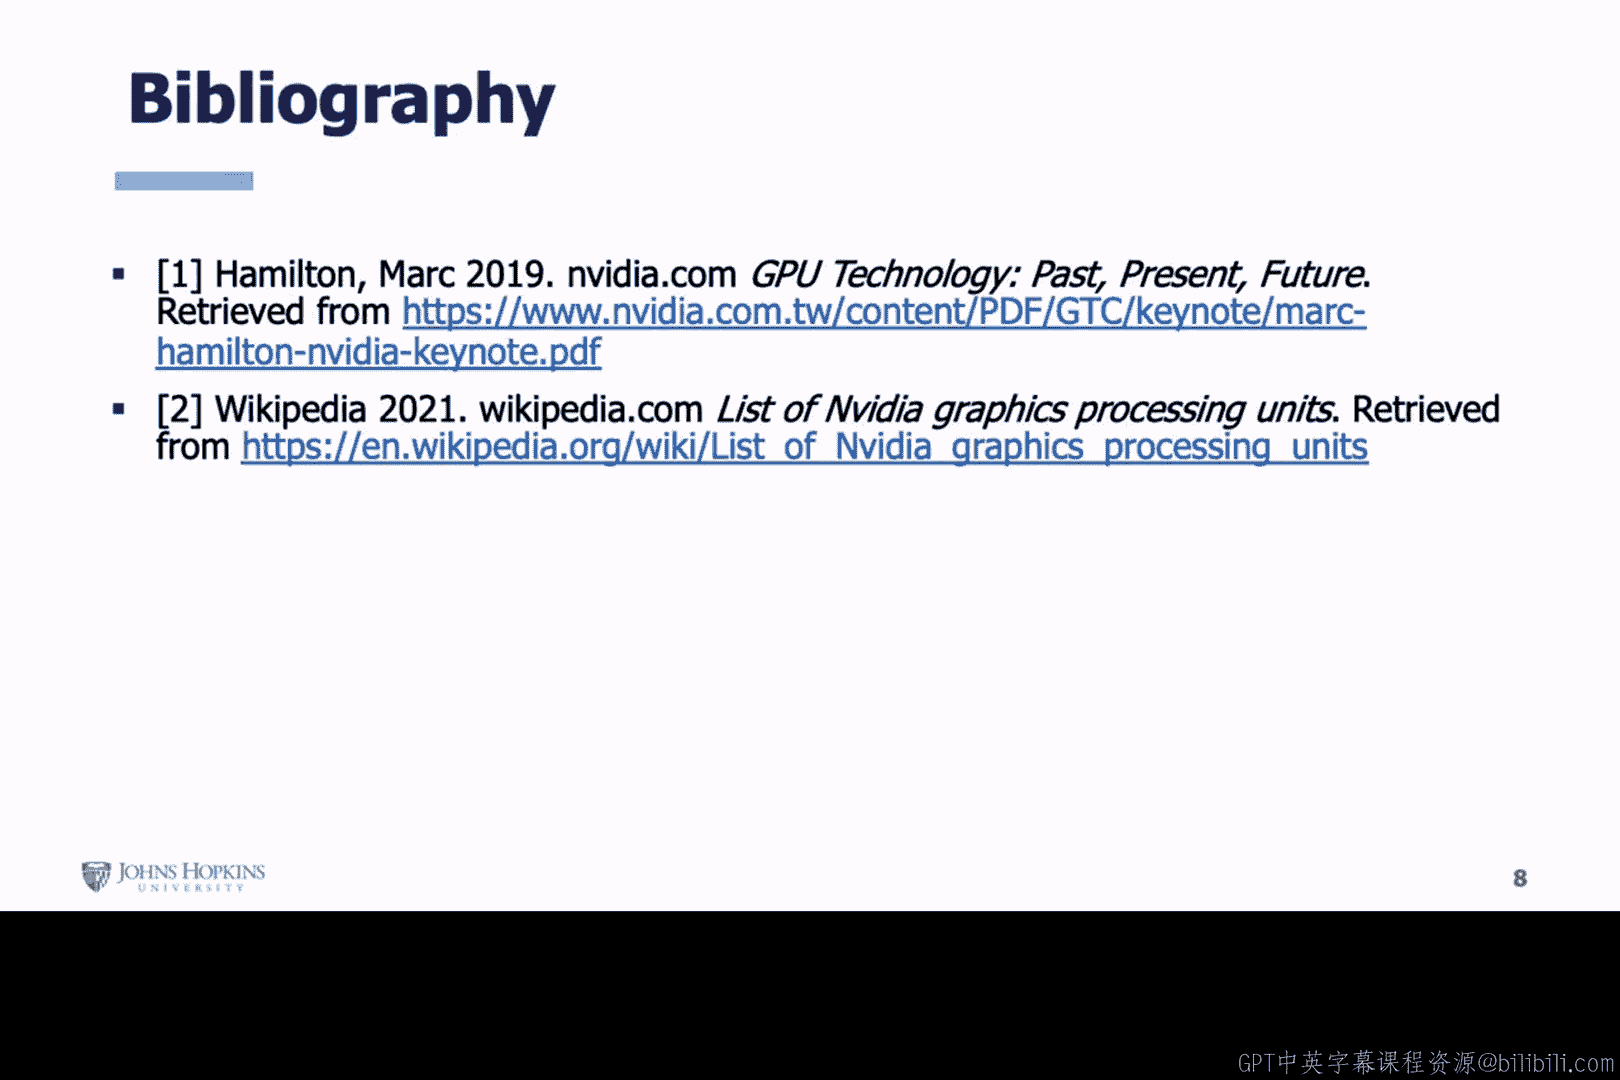 Bibliography
[1] Hamilton, Marc 2019. nvidia.com GPU Technology: Past, Present, Future.
Retrieved from https://www.nvidia.com.tw/content/PDF/GTC/keynote/marc-
hamilton-nvidia-keynote.pdf
[2] Wikipedia 2021. wikipedia.com List of Nvidia graphics processing units. Retrieved
from https://en.wikipedia.org/wiki/List_of_Nvidia_graphics_processing_units
JOHNS HOPKINS
UNIVERSITY
8
GPT中英字幕课程资源@bilibili.com